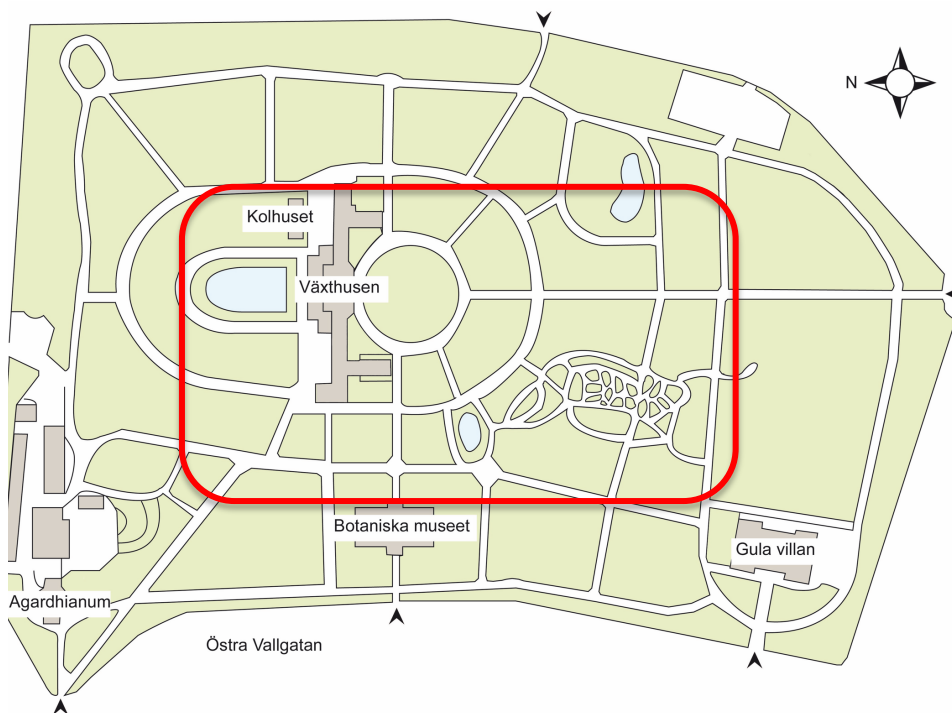 N
Kolhuset
Växthusen
Botaniska museet
Gula villan
Agardhianum
Östra Vallgatan